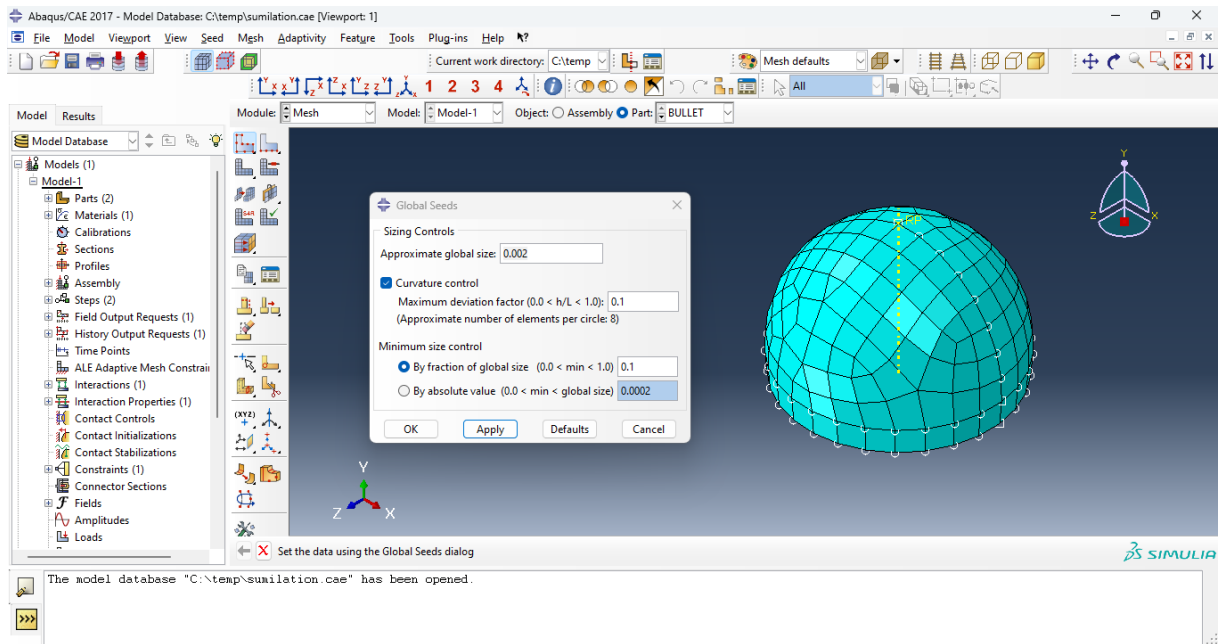 Abaqus/CAE 2017 - Model Database: C:\temp\sumilation.cae [Viewport: 1]
File Model Viewport View Seed Mesh Adaptivity Feature Tools Plug-ins Help
Current work directory: C:\temp
Mesh defaults
1 2 3 4
All
Model Results
Module: Mesh Model: Model-1 Object: Assembly Part: BULLET
Model Database
Models (1)
Model-1
Parts (2)
Materials (1)
Calibrations
Sections
Profiles
Assembly
Steps (2)
Field Output Requests (1)
History Output Requests (1)
Time Points
ALE Adaptive Mesh Constrai
Interactions (1)
Interaction Properties (1)
Contact Controls
Contact Initializations
Contact Stabilizations
Constraints (1)
Connector Sections
Fields
Amplitudes
Loads
(XYZ)
Global Seeds
Sizing Controls
Approximate global size: 0.002
Curvature control
Maximum deviation factor (0.0 < h/L < 1.0): 0.1
(Approximate number of elements per circle: 8)
Minimum size control
By fraction of global size (0.0 < min < 1.0) 0.1
By absolute value (0.0 < min < global size) 0.0002
OK Apply Defaults Cancel
Y
Z X
RP
Y
Z X
Set the data using the Global Seeds dialog
SIMULIA
The model database "C:\temp\sumilation.cae" has been opened.
>>>